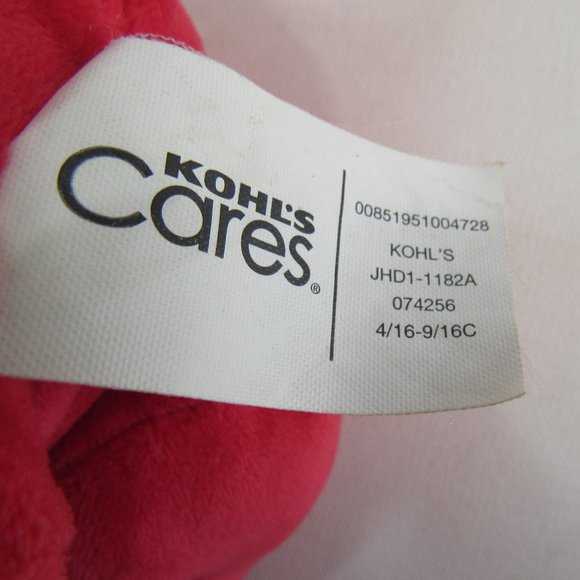 KOHL'S
Cares®
00851951004728
KOHL'S
JHD1-1182A
074256
4/16-9/16C